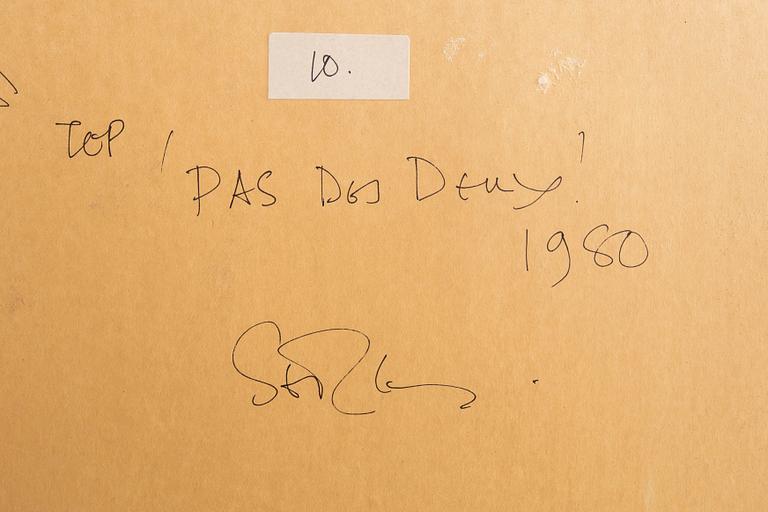 10.
TOP 'PAS DES DEUX.'
1980